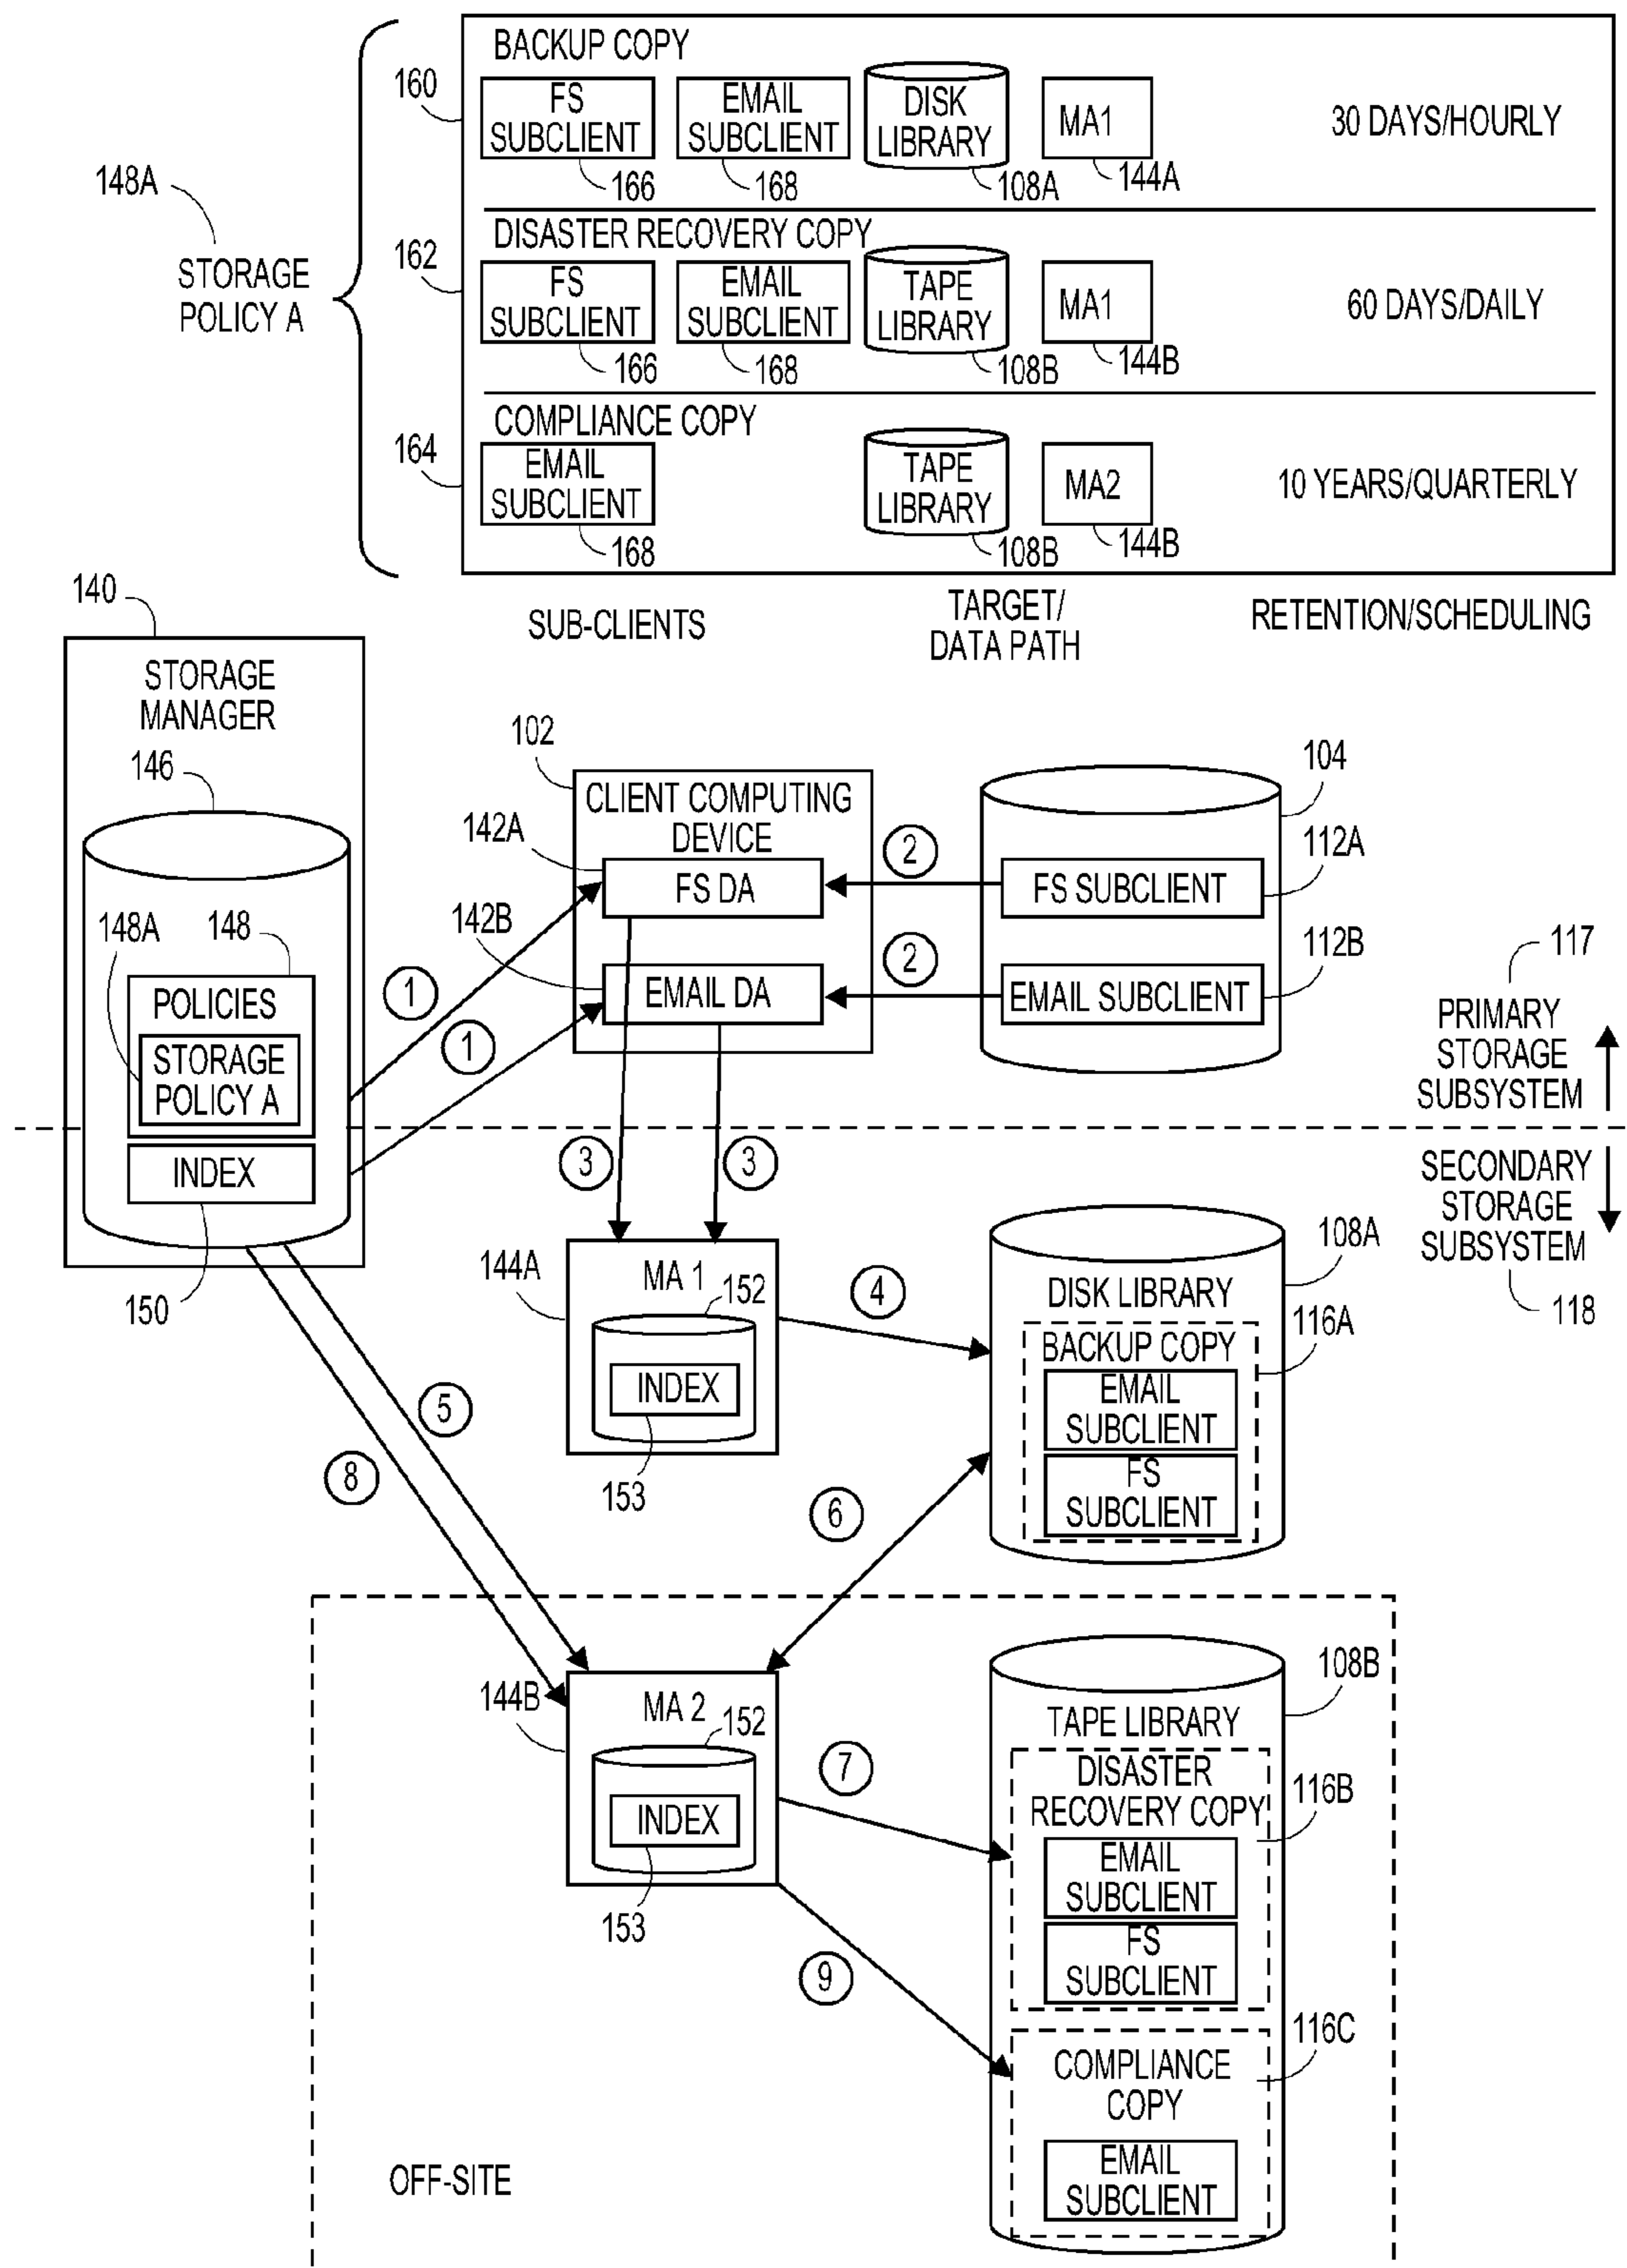 BACKUP COPY
160
FS
SUBCLIENT
166
EMAIL
SUBCLIENT
168
DISK
LIBRARY
108A
MA1
144A
30 DAYS/HOURLY
148A
STORAGE
POLICY A
DISASTER RECOVERY COPY
162
FS
SUBCLIENT
166
EMAIL
SUBCLIENT
168
TAPE
LIBRARY
108B
MA1
144B
60 DAYS/DAILY
COMPLIANCE COPY
164
EMAIL
SUBCLIENT
168
TAPE
LIBRARY
108B
MA2
144B
10 YEARS/QUARTERLY
SUB-CLIENTS
TARGET/
DATA PATH
RETENTION/SCHEDULING
140
STORAGE
MANAGER
146
148A
148
POLICIES
STORAGE
POLICY A
INDEX
150
102
CLIENT COMPUTING
DEVICE
142A
FS DA
142B
EMAIL DA
104
2
FS SUBCLIENT
112A
2
EMAIL SUBCLIENT
112B
1
1
117
PRIMARY
STORAGE
SUBSYSTEM
SECONDARY
STORAGE
SUBSYSTEM
118
3
3
144A
MA 1
152
INDEX
153
4
108A
DISK LIBRARY
116A
BACKUP COPY
EMAIL
SUBCLIENT
FS
SUBCLIENT
5
8
6
144B
MA 2
152
INDEX
153
7
9
108B
TAPE LIBRARY
DISASTER
RECOVERY COPY
116B
EMAIL
SUBCLIENT
FS
SUBCLIENT
116C
COMPLIANCE
COPY
EMAIL
SUBCLIENT
OFF-SITE